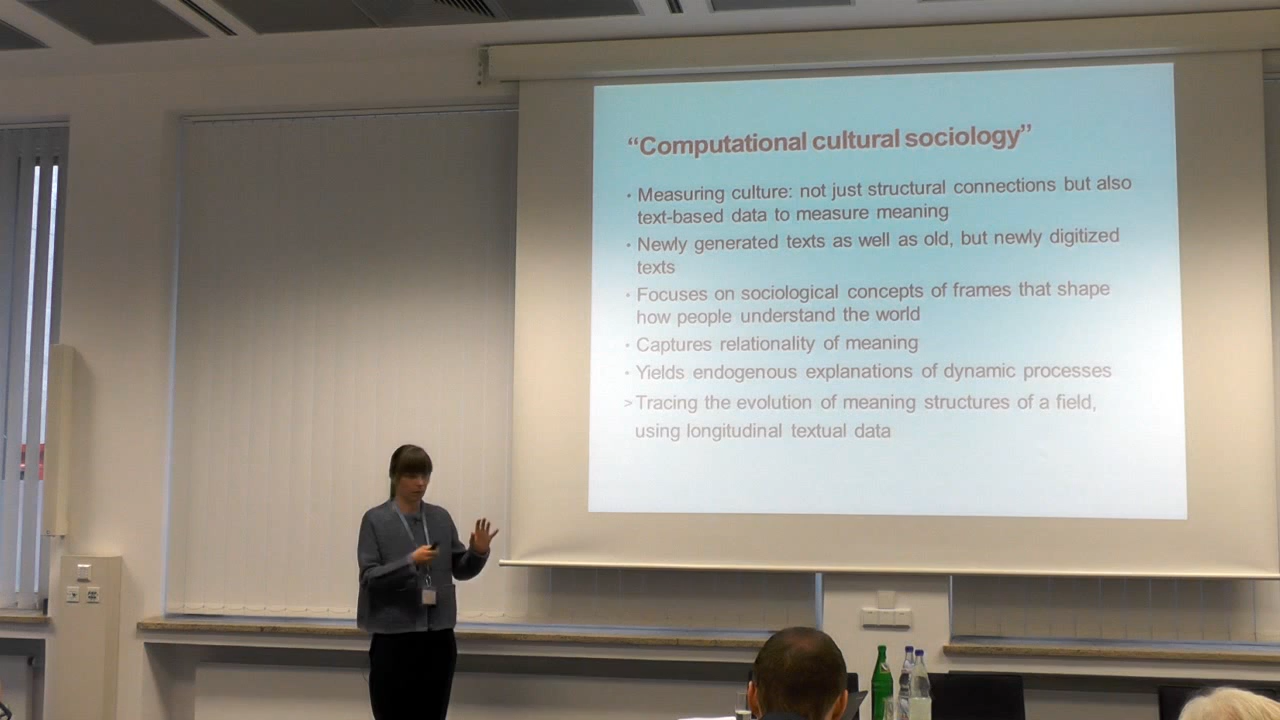 “Computational cultural sociology”
· Measuring culture: not just structural connections but also
text-based data to measure meaning
· Newly generated texts as well as old, but newly digitized
texts
· Focuses on sociological concepts of frames that shape
how people understand the world
· Captures relationality of meaning
· Yields endogenous explanations of dynamic processes
> Tracing the evolution of meaning structures of a field,
using longitudinal textual data